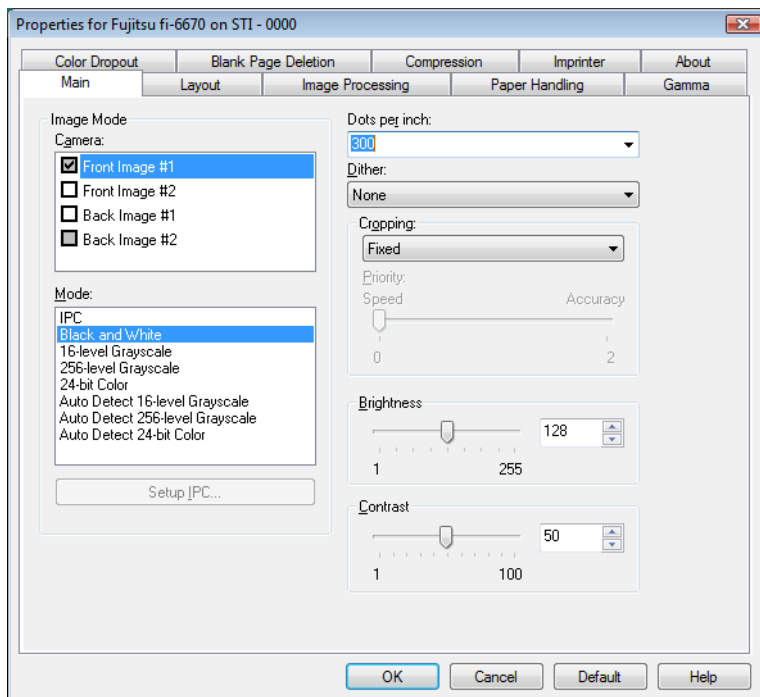 Properties for Fujitsu fi-6670 on STI - 0000
Color Dropout Blank Page Deletion Compression Imprinter About
Main Layout Image Processing Paper Handling Gamma
Image Mode
Camera:
Front Image #1
Front Image #2
Back Image #1
Back Image #2
Mode:
IPC
Black and White
16-level Grayscale
256-level Grayscale
24-bit Color
Auto Detect 16-level Grayscale
Auto Detect 256-level Grayscale
Auto Detect 24-bit Color
Setup IPC...
Dots per inch:
300
Dither:
None
Cropping:
Fixed
Priority:
Speed Accuracy
0 2
Brightness
128
1 255
Contrast
50
1 100
OK Cancel Default Help